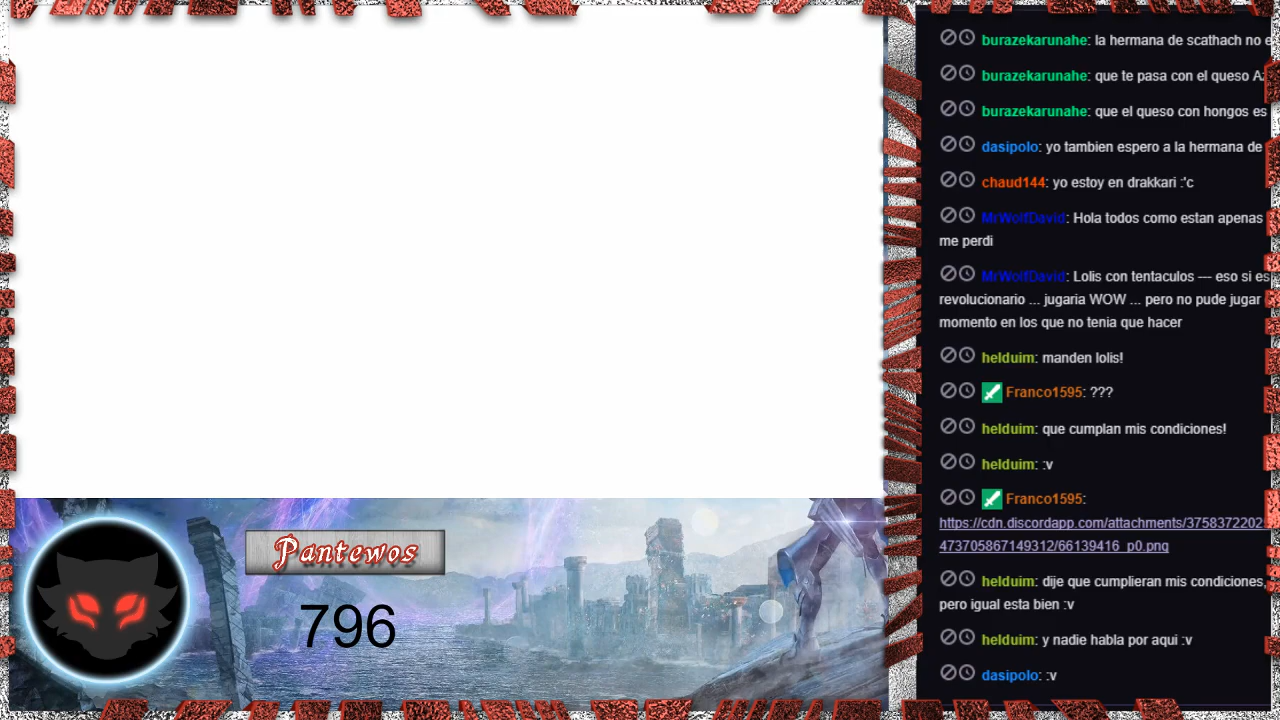 Pantewos
796
burazekarunahe: la hermana de scathach no
burazekarunahe: que te pasa con el queso
burazekarunahe: que el queso con hongos es
dasipolo: yo tambien espero a la hermana de
chaud144: yo estoy en drakkari :'c
MrWolfDavid: Hola todos como estan apenas
me perdi
MrWolfDavid: Lolis con tentaculos --- eso si es
revolucionario ... jugaria WOW ... pero no pude jugar
momento en los que no tenia que hacer
helduim: manden lolis!
Franco1595: ???
helduim: que cumplan mis condiciones!
helduim: :v
Franco1595:
https://cdn.discordapp.com/attachments/3758372202
473705867149312/66139416_p0.png
helduim: dije que cumplieran mis condiciones,
pero igual esta bien :v
helduim: y nadie habla por aqui :v
dasipolo: :v